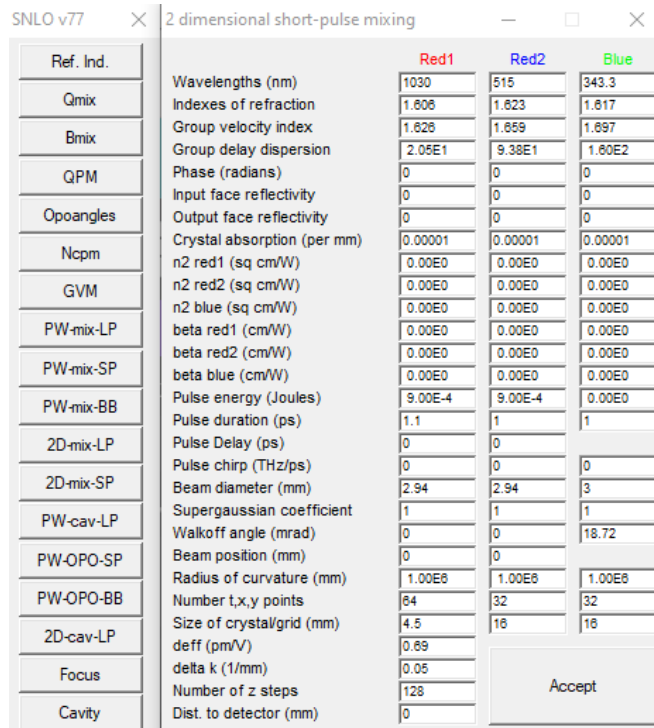 SNLO v77
2 dimensional short-pulse mixing
Ref. Ind.
Qmix
Bmix
QPM
Opoangles
Ncpm
GVM
PW-mix-LP
PW-mix-SP
PW-mix-BB
2D-mix-LP
2D-mix-SP
PW-cav-LP
PW-OPO-SP
PW-OPO-BB
2D-cav-LP
Focus
Cavity
Red1 Red2 Blue
Wavelengths (nm) 1030 515 343.3
Indexes of refraction 1.606 1.623 1.617
Group velocity index 1.626 1.659 1.697
Group delay dispersion 2.05E1 9.38E1 1.60E2
Phase (radians) 0 0 0
Input face reflectivity 0 0 0
Output face reflectivity 0 0 0
Crystal absorption (per mm) 0.00001 0.00001 0.00001
n2 red1 (sq cm/W) 0.00E0 0.00E0 0.00E0
n2 red2 (sq cm/W) 0.00E0 0.00E0 0.00E0
n2 blue (sq cm/W) 0.00E0 0.00E0 0.00E0
beta red1 (cm/W) 0.00E0 0.00E0 0.00E0
beta red2 (cm/W) 0.00E0 0.00E0 0.00E0
beta blue (cm/W) 0.00E0 0.00E0 0.00E0
Pulse energy (Joules) 9.00E-4 9.00E-4 0.00E0
Pulse duration (ps) 1.1 1 1
Pulse Delay (ps) 0 0
Pulse chirp (THz/ps) 0 0 0
Beam diameter (mm) 2.94 2.94 3
Supergaussian coefficient 1 1 1
Walkoff angle (mrad) 0 0 18.72
Beam position (mm) 0 0
Radius of curvature (mm) 1.00E6 1.00E6 1.00E6
Number t,x,y points 64 32 32
Size of crystal/grid (mm) 4.5 16 16
deff (pm/V) 0.69
delta k (1/mm) 0.05
Number of z steps 128
Dist. to detector (mm) 0
Accept